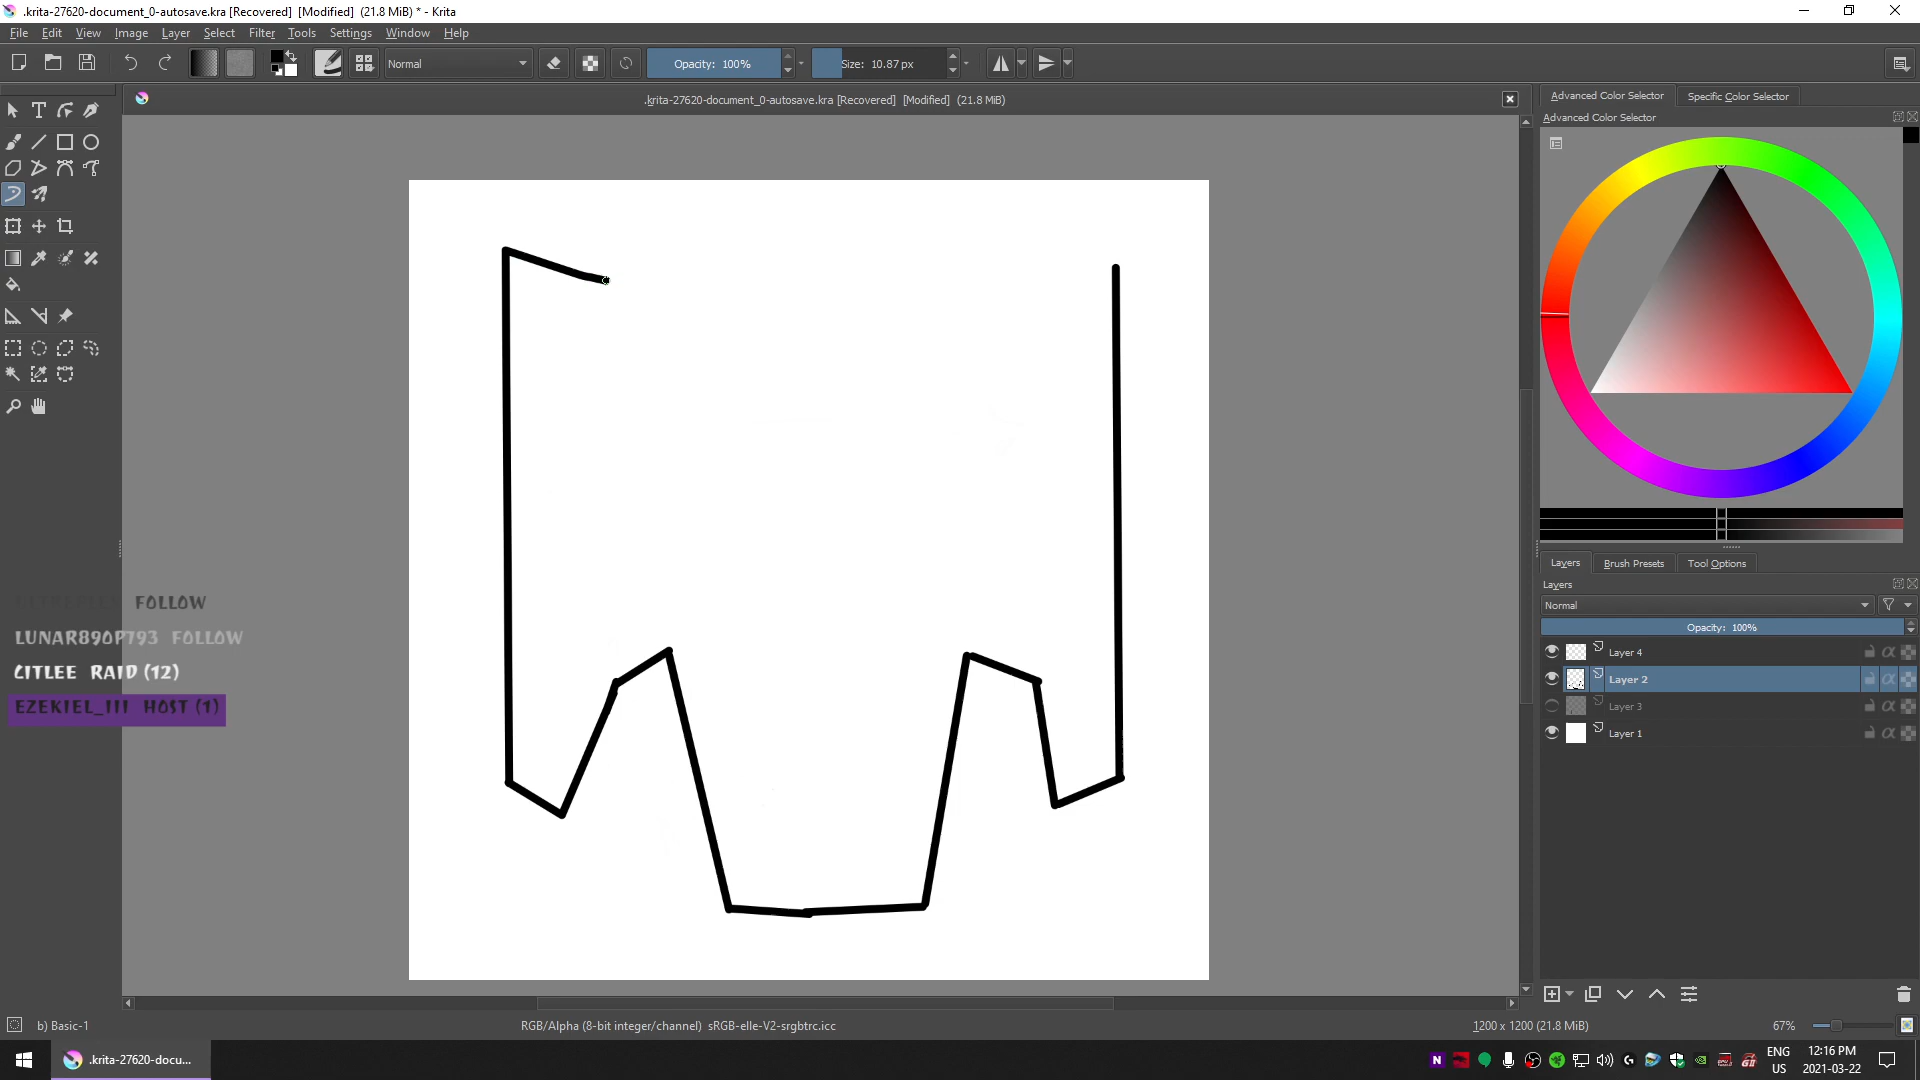 .krita-27620-document_0-autosave.kra [Recovered] [Modified] (21.8 MiB) * - Krita
File Edit View Image Layer Select Filter Tools Settings Window Help
Normal
Opacity: 100%
Size: 10.87 px
.krita-27620-document_0-autosave.kra [Recovered] [Modified] (21.8 MiB)
Advanced Color Selector
Specific Color Selector
Advanced Color Selector
FOLLOW
LUNAR890P793 FOLLOW
CITLEE RAID (12)
EZEKIEL_III HOST (1)
Layers
Brush Presets
Tool Options
Layers
Normal
Opacity: 100%
Layer 4
Layer 2
Layer 3
Layer 1
b) Basic-1
RGB/Alpha (8-bit integer/channel) sRGB-elle-V2-srgbtrc.icc
1200 x 1200 (21.8 MiB)
67%
.krita-27620-docu...
ENG
US
12:16 PM
2021-03-22